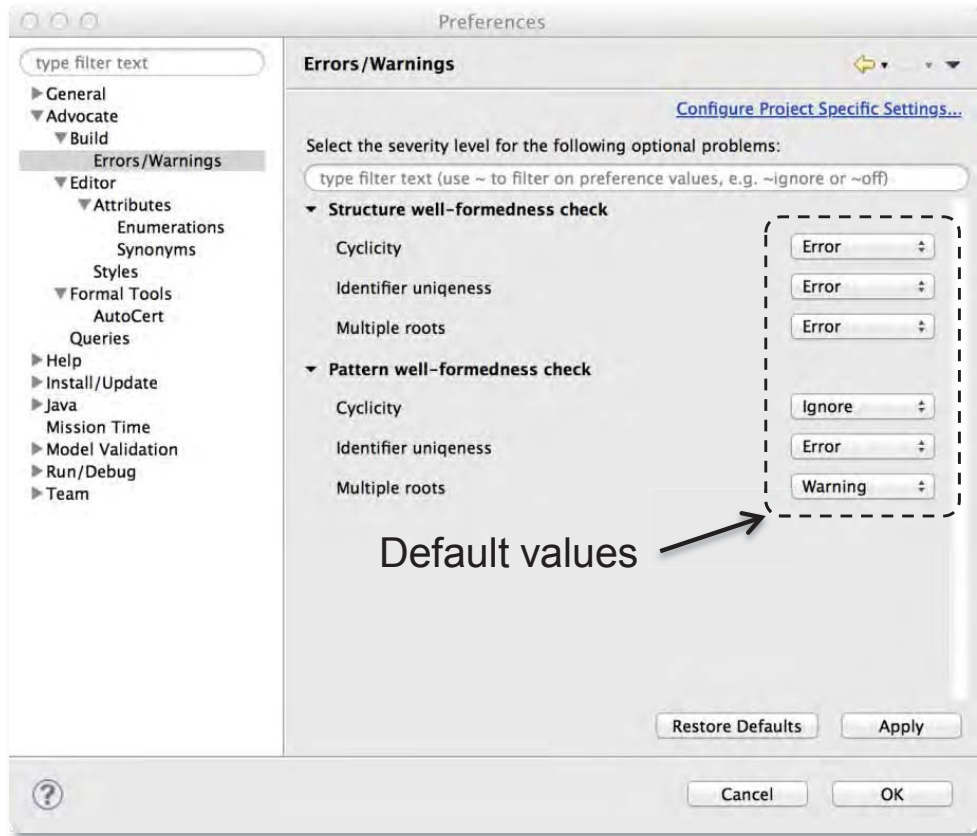 Preferences
type filter text
General
Advocate
Build
Errors/Warnings
Editor
Attributes
Enumerations
Synonyms
Styles
Formal Tools
AutoCert
Queries
Help
Install/Update
Java
Mission Time
Model Validation
Run/Debug
Team
Errors/Warnings
Configure Project Specific Settings...
Select the severity level for the following optional problems:
type filter text (use ~ to filter on preference values, e.g. ~ignore or ~off)
Structure well-formedness check
Cyclicity Error
Identifier uniqeness Error
Multiple roots Error
Pattern well-formedness check
Cyclicity Ignore
Identifier uniqeness Error
Multiple roots Warning
Default values
Restore Defaults Apply
? Cancel OK